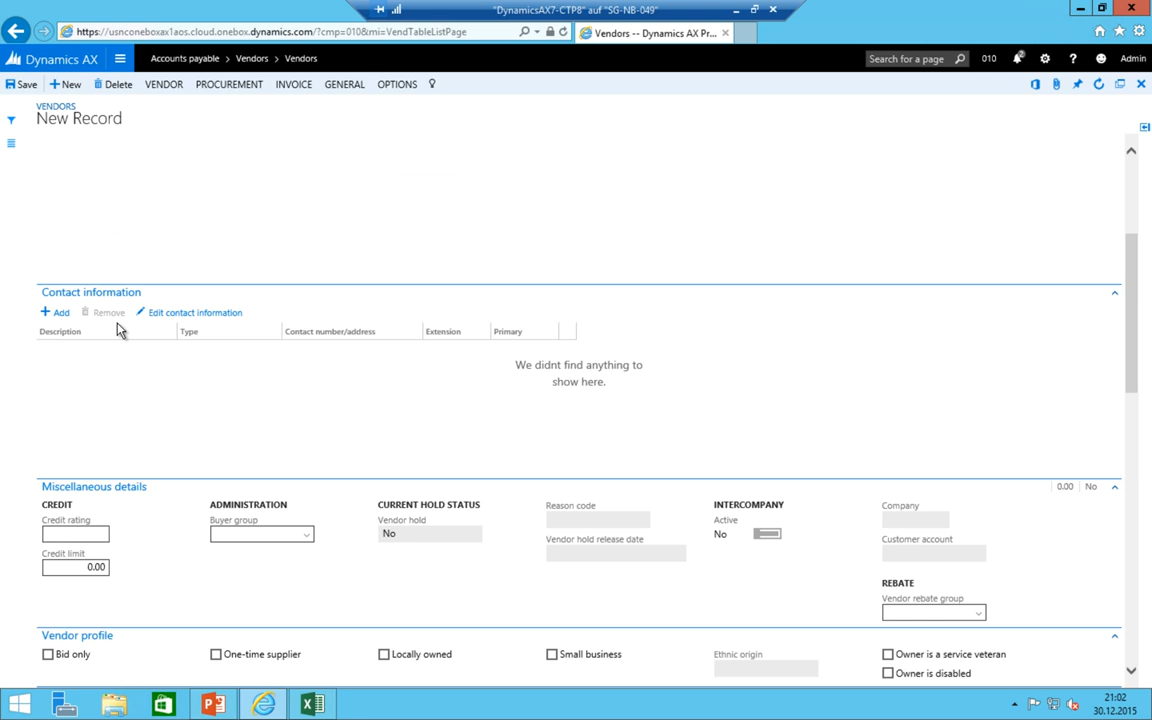 "DynamicsAX7-CTP8" auf "SG-NB-049"
https://usnconeboxax1aos.cloud.onebox.dynamics.com/?cmp=010&mi=VendTableListPage
Vendors -- Dynamics AX Pr...
Dynamics AX
Accounts payable > Vendors > Vendors
Search for a page
010
Admin
Save
New
Delete
VENDOR
PROCUREMENT
INVOICE
GENERAL
OPTIONS
VENDORS
New Record
Contact information
Add
Remove
Edit contact information
Description
Type
Contact number/address
Extension
Primary
We didnt find anything to
show here.
Miscellaneous details
0.00
No
CREDIT
Credit rating
Credit limit
0.00
ADMINISTRATION
Buyer group
CURRENT HOLD STATUS
Vendor hold
No
Reason code
Vendor hold release date
INTERCOMPANY
Active
No
Company
Customer account
REBATE
Vendor rebate group
Vendor profile
Bid only
One-time supplier
Locally owned
Small business
Ethnic origin
Owner is a service veteran
Owner is disabled
21:02
30.12.2015